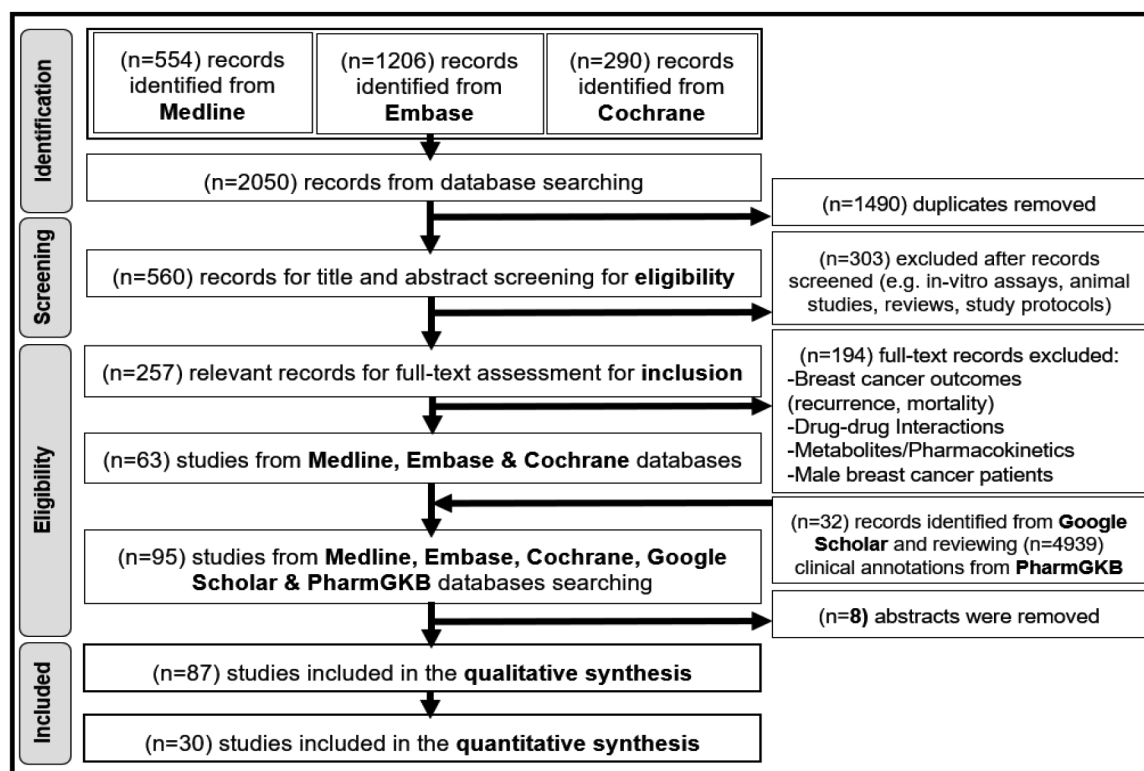 Identification
(n=554) records
identified from
Medline
(n=1206) records
identified from
Embase
(n=290) records
identified from
Cochrane
(n=2050) records from database searching
(n=1490) duplicates removed
Screening
(n=560) records for title and abstract screening for eligibility
(n=303) excluded after records
screened (e.g. in-vitro assays, animal
studies, reviews, study protocols)
Eligibility
(n=257) relevant records for full-text assessment for inclusion
(n=194) full-text records excluded:
-Breast cancer outcomes
(recurrence, mortality)
-Drug-drug Interactions
-Metabolites/Pharmacokinetics
-Male breast cancer patients
(n=63) studies from Medline, Embase & Cochrane databases
(n=32) records identified from Google
Scholar and reviewing (n=4939)
clinical annotations from PharmGKB
(n=95) studies from Medline, Embase, Cochrane, Google
Scholar & PharmGKB databases searching
(n=8) abstracts were removed
Included
(n=87) studies included in the qualitative synthesis
(n=30) studies included in the quantitative synthesis